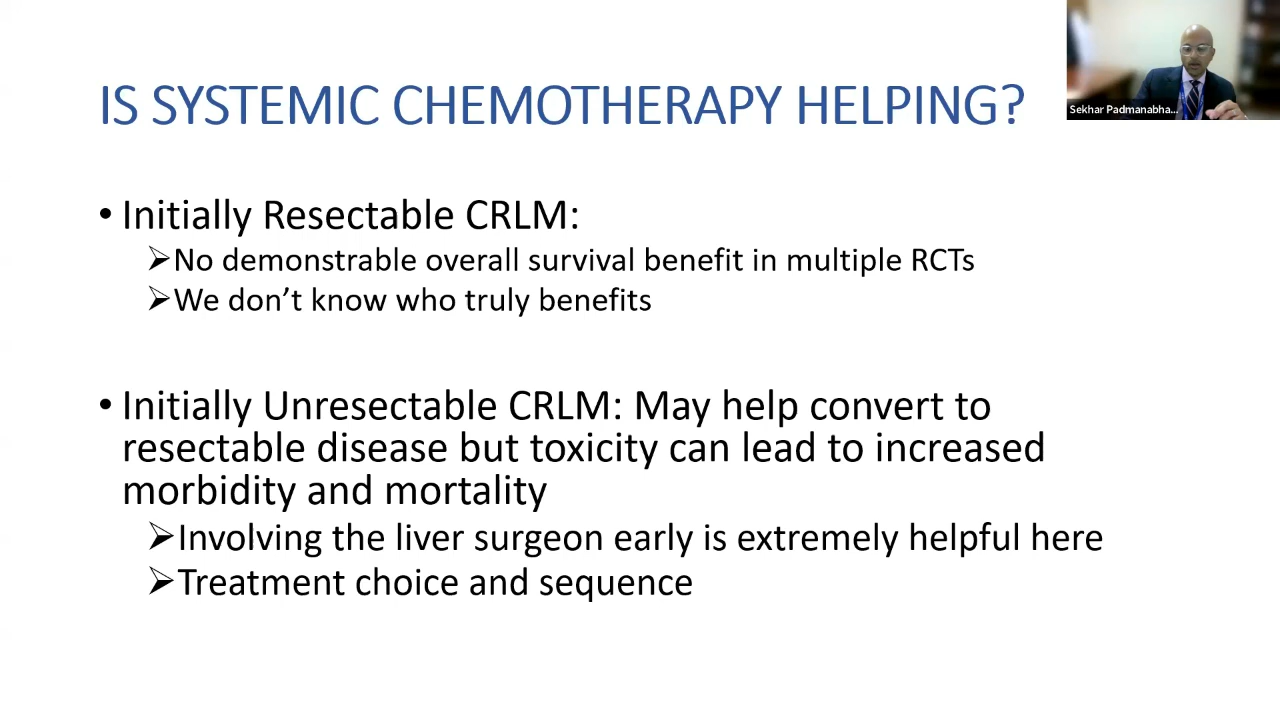 IS SYSTEMIC CHEMOTHERAPY HELPING?
Sekhar Padmanabha...
• Initially Resectable CRLM:
➢No demonstrable overall survival benefit in multiple RCTs
➢We don’t know who truly benefits
• Initially Unresectable CRLM: May help convert to
resectable disease but toxicity can lead to increased
morbidity and mortality
➢Involving the liver surgeon early is extremely helpful here
➢Treatment choice and sequence